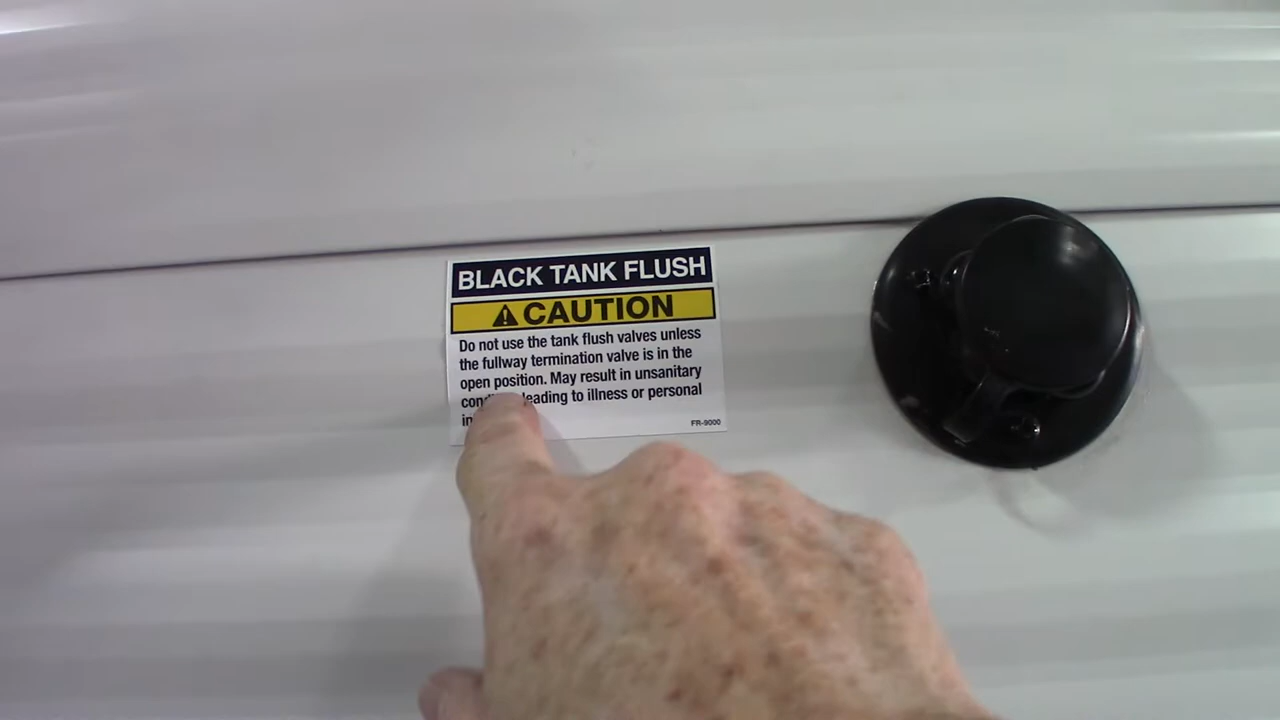 BLACK TANK FLUSH
CAUTION
Do not use the tank flush valves unless
the fullway termination valve is in the
open position. May result in unsanitary
leading to illness or personal
FR-9000